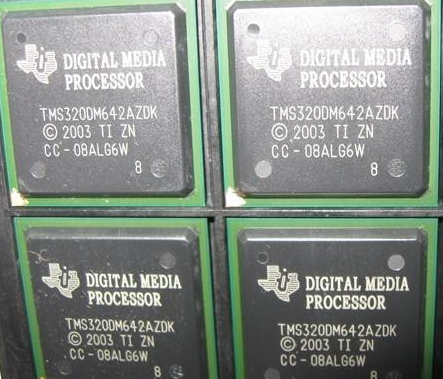 DIGITAL MEDIA
PROCESSOR
TMS320DM642AZDK
© 2003 TI ZN
CC-08ALG6W
8
DIGITAL MEDIA
PROCESSOR
TMS320DM642AZDK
© 2003 TI ZN
CC-08ALG6W
8
DIGITAL MEDIA
PROCESSOR
TMS320DM642AZDK
© 2003 TI ZN
CC-08ALG6W
8
DIGITAL MEDIA
PROCESSOR
TMS320DM642AZDK
© 2003 TI ZN
CC-08ALG6W
8